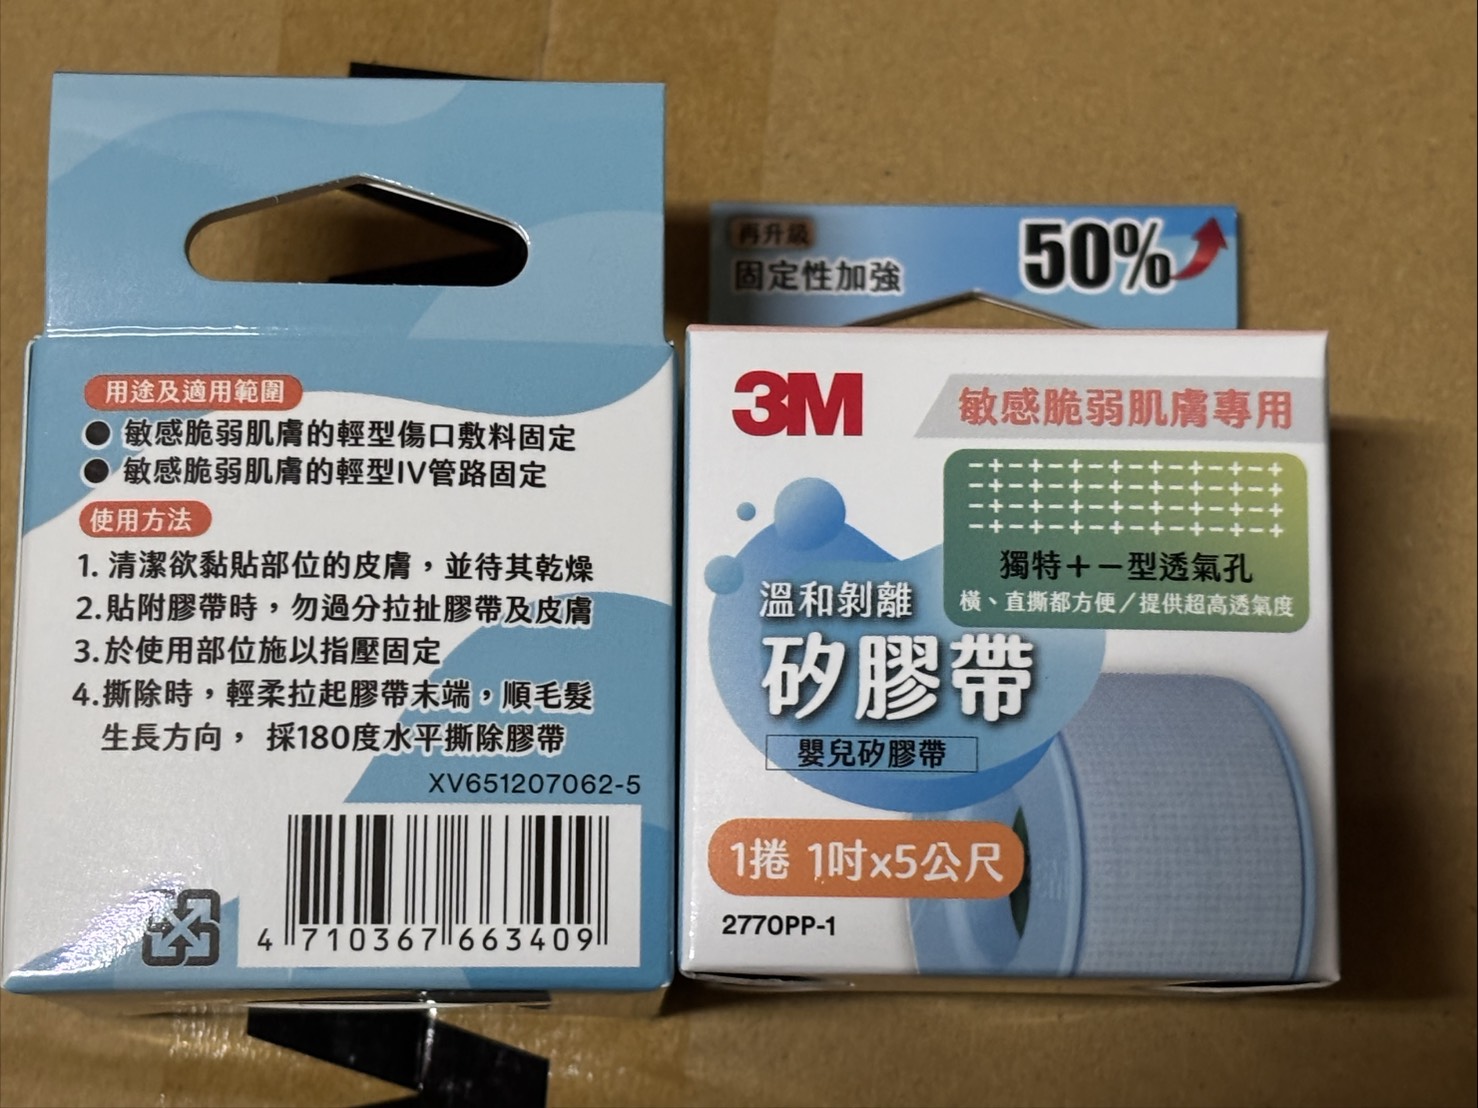 用途及適用範圍
● 敏感脆弱肌膚的輕型傷口敷料固定
● 敏感脆弱肌膚的輕型IV管路固定
使用方法
1. 清潔欲黏貼部位的皮膚，並待其乾燥
2.貼附膠帶時，勿過分拉扯膠帶及皮膚
3.於使用部位施以指壓固定
4.撕除時，輕柔拉起膠帶末端，順毛髮
生長方向， 採180度水平撕除膠帶
XV651207062-5
4 710367 663409
再升級
固定性加強
50%
3M
敏感脆弱肌膚專用
-+-+-+-+-+-+-+-+
-+-+-+-+-+-+-+-+
-+-+-+-+-+-+-+-+
-+-+-+-+-+-+-+-+
獨特＋－型透氣孔
橫、直撕都方便/提供超高透氣度
溫和剝離
矽膠帶
嬰兒矽膠帶
1捲 1吋x5公尺
2770PP-1